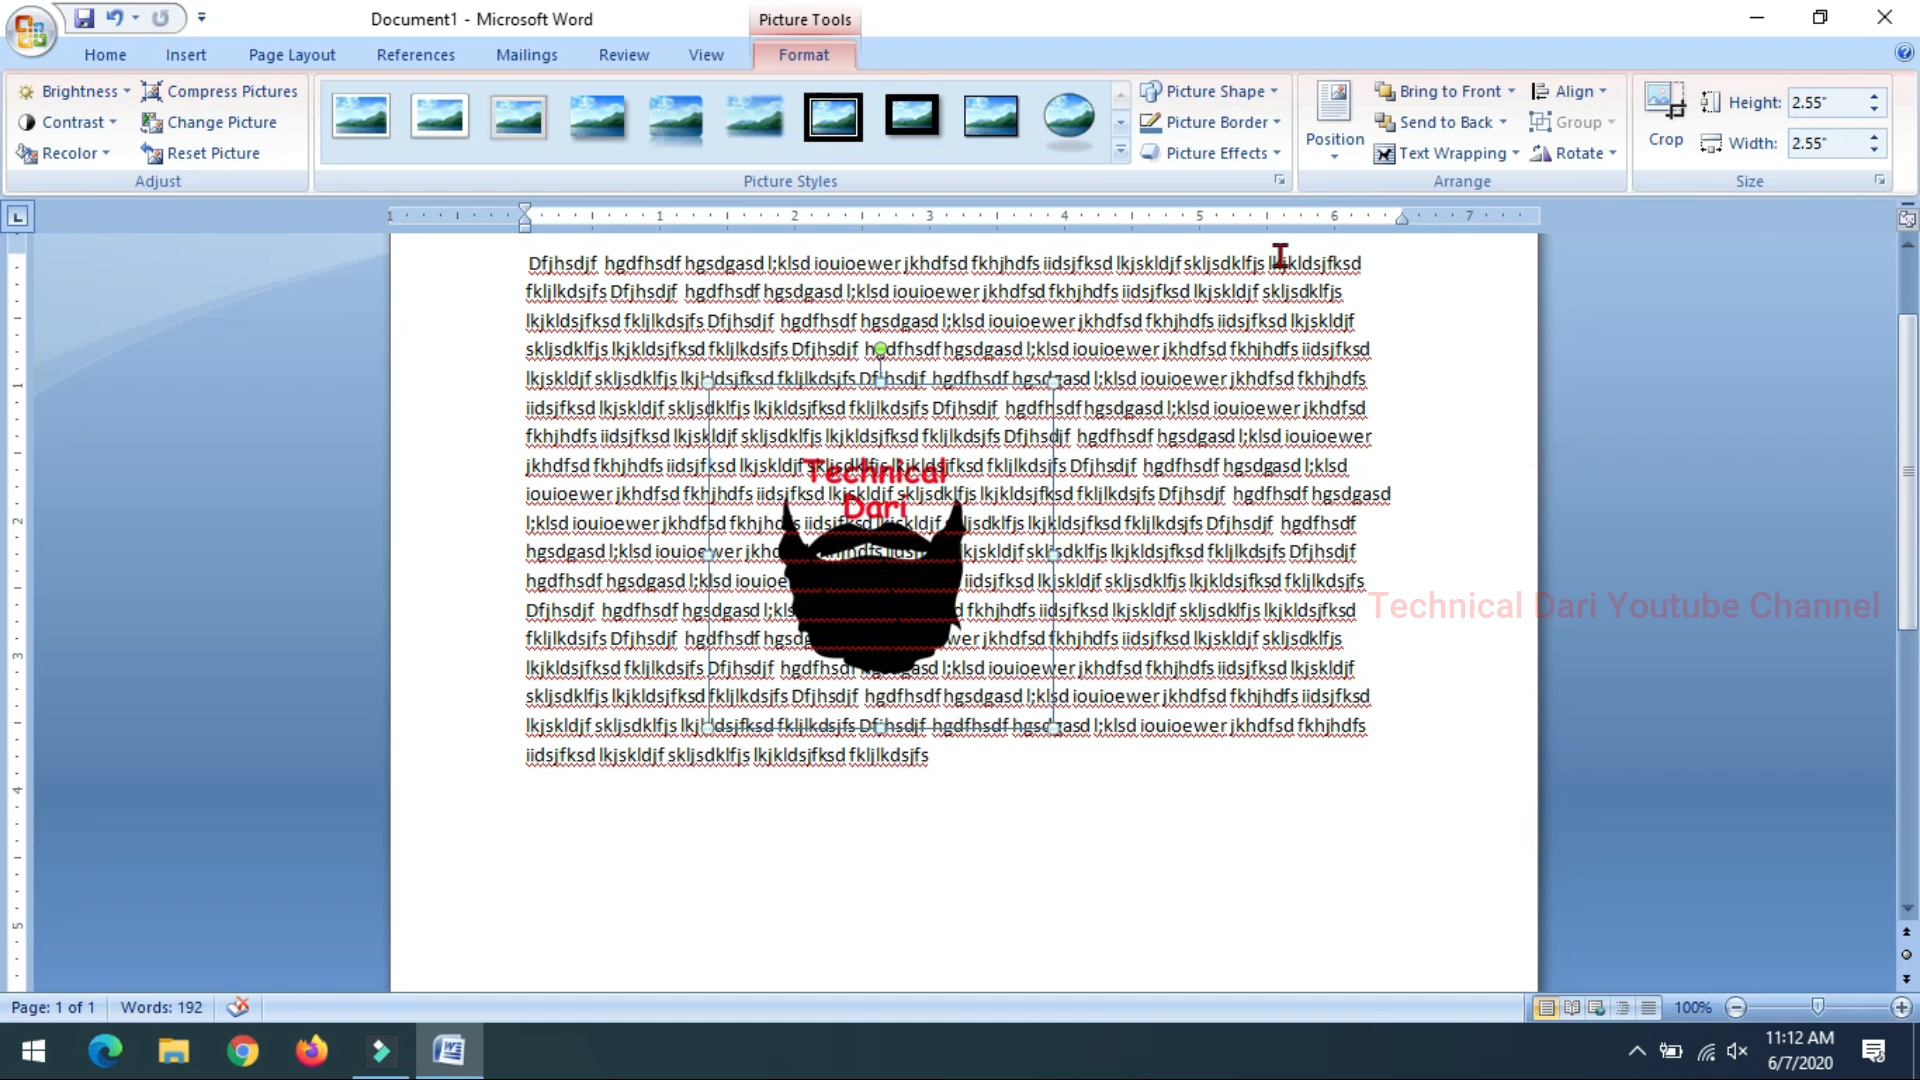 Document1 - Microsoft Word
Picture Tools
Home Insert Page Layout References Mailings Review View Format
Brightness Compress Pictures
Contrast Change Picture
Recolor Reset Picture
Adjust
Picture Styles
Picture Shape
Picture Border
Picture Effects
Position
Bring to Front Align
Send to Back Group
Text Wrapping Rotate
Arrange
Crop
Height: 2.55"
Width: 2.55"
Size
1 1 2 3 4 5 6 7
Dfjhsdjf hgdfhsdf hgsdgasd l;klsd iouioewer jkhdfsd fkhjhdfs iidsjfksd lkjskldjf skljsdklfjs lkjkldsjfksd
fkljlkdsjfs Dfjhsdjf hgdfhsdf hgsdgasd l;klsd iouioewer jkhdfsd fkhjhdfs iidsjfksd lkjskldjf skljsdklfjs
lkjkldsjfksd fkljlkdsjfs Dfjhsdjf hgdfhsdf hgsdgasd l;klsd iouioewer jkhdfsd fkhjhdfs iidsjfksd lkjskldjf
skljsdklfjs lkjkldsjfksd fkljlkdsjfs Dfjhsdjf hgdfhsdf hgsdgasd l;klsd iouioewer jkhdfsd fkhjhdfs iidsjfksd
lkjskldjf skljsdklfjs lkjkldsjfksd fkljlkdsjfs Dfjhsdjf hgdfhsdf hgsdgasd l;klsd iouioewer jkhdfsd fkhjhdfs
iidsjfksd lkjskldjf skljsdklfjs lkjkldsjfksd fkljlkdsjfs Dfjhsdjf hgdfhsdf hgsdgasd l;klsd iouioewer jkhdfsd
fkhjhdfs iidsjfksd lkjskldjf skljsdklfjs lkjkldsjfksd fkljlkdsjfs Dfjhsdjf hgdfhsdf hgsdgasd l;klsd iouioewer
jkhdfsd fkhjhdfs iidsjfksd lkjskldjf skljsdklfjs lkjkldsjfksd fkljlkdsjfs Dfjhsdjf hgdfhsdf hgsdgasd l;klsd
Technical
iouioewer jkhdfsd fkhjhdfs iidsjfksd lkjskldjf skljsdklfjs lkjkldsjfksd fkljlkdsjfs Dfjhsdjf hgdfhsdf hgsdgasd
Dari
l;klsd iouioewer jkhdfsd fkhjhdfs iidsjfksd lkjskldjf skljsdklfjs lkjkldsjfksd fkljlkdsjfs Dfjhsdjf hgdfhsdf
hgsdgasd l;klsd iouioewer lkjskldjf skljsdklfjs lkjkldsjfksd fkljlkdsjfs Dfjhsdjf
hgdfhsdf hgsdgasd l;klsd iidsjfksd lkjskldjf skljsdklfjs lkjkldsjfksd fkljlkdsjfs
Dfjhsdjf hgdfhsdf hgsdgasd fkhjhdfs iidsjfksd lkjskldjf skljsdklfjs lkjkldsjfksd
Technical Dari Youtube Channel
fkljlkdsjfs Dfjhsdjf hgdfhsdf jkhdfsd fkhjhdfs iidsjfksd lkjskldjf skljsdklfjs
lkjkldsjfksd fkljlkdsjfs Dfjhsdjf hgdfhsdf l;klsd iouioewer jkhdfsd fkhjhdfs iidsjfksd lkjskldjf
skljsdklfjs lkjkldsjfksd fkljlkdsjfs Dfjhsdjf hgdfhsdf hgsdgasd l;klsd iouioewer jkhdfsd fkhjhdfs iidsjfksd
lkjskldjf skljsdklfjs lkjkldsjfksd fkljlkdsjfs Dfjhsdjf hgdfhsdf hgsdgasd l;klsd iouioewer jkhdfsd fkhjhdfs
iidsjfksd lkjskldjf skljsdklfjs lkjkldsjfksd fkljlkdsjfs
1
2
3
4
5
Page: 1 of 1 Words: 192 100%
11:12 AM
6/7/2020